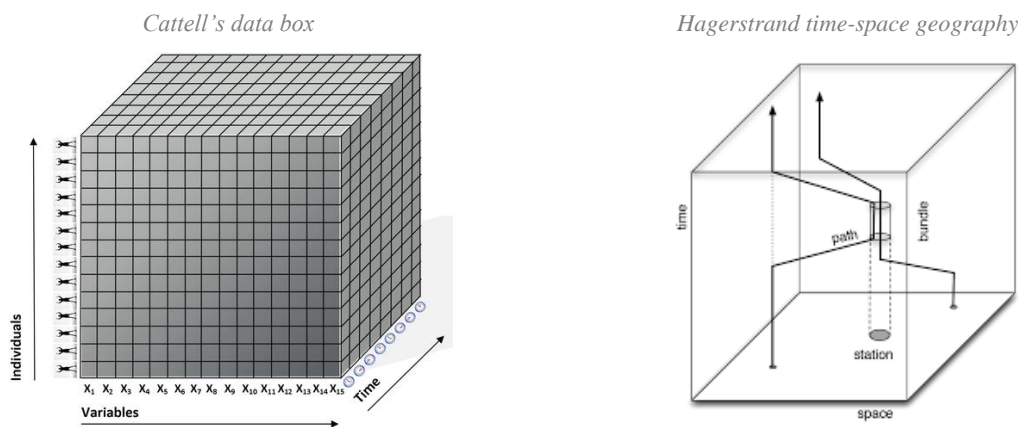 Cattell’s data box
Hagerstrand time-space geography
Individuals
X1 X2 X3 X4 X5 X6 X7 X8 X9 X10 X11 X12 X13 X14 X15
Variables
Time
time
path
bundle
station
space